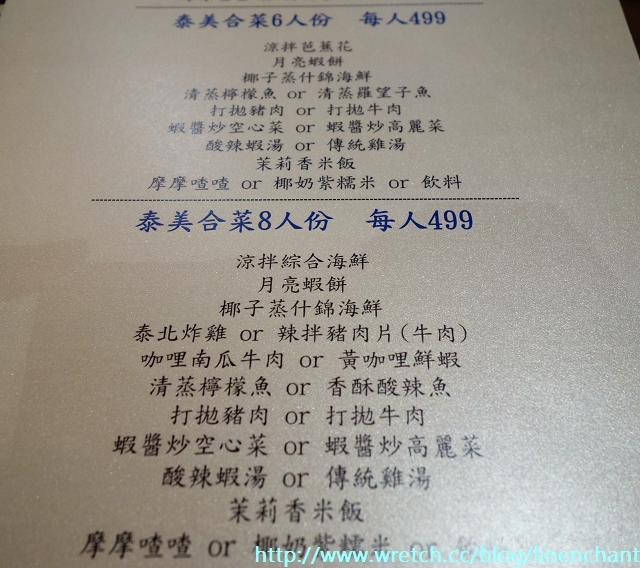 泰美合菜6人份 每人499
涼拌芭蕉花
月亮蝦餅
椰子蒸什錦海鮮
清蒸檸檬魚 or 清蒸羅望子魚
打拋豬肉 or 打拋牛肉
蝦醬炒空心菜 or 蝦醬炒高麗菜
酸辣蝦湯 or 傳統雞湯
茉莉香米飯
摩摩喳喳 or 椰奶紫糯米 or 飲料
泰美合菜8人份 每人499
涼拌綜合海鮮
月亮蝦餅
椰子蒸什錦海鮮
泰北炸雞 or 辣拌豬肉片(牛肉)
咖哩南瓜牛肉 or 黃咖哩鮮蝦
清蒸檸檬魚 or 香酥酸辣魚
打拋豬肉 or 打拋牛肉
蝦醬炒空心菜 or 蝦醬炒高麗菜
酸辣蝦湯 or 傳統雞湯
茉莉香米飯
摩摩喳喳 or 椰奶紫糯米 or
http://www.wretch.cc/blog/linenchant